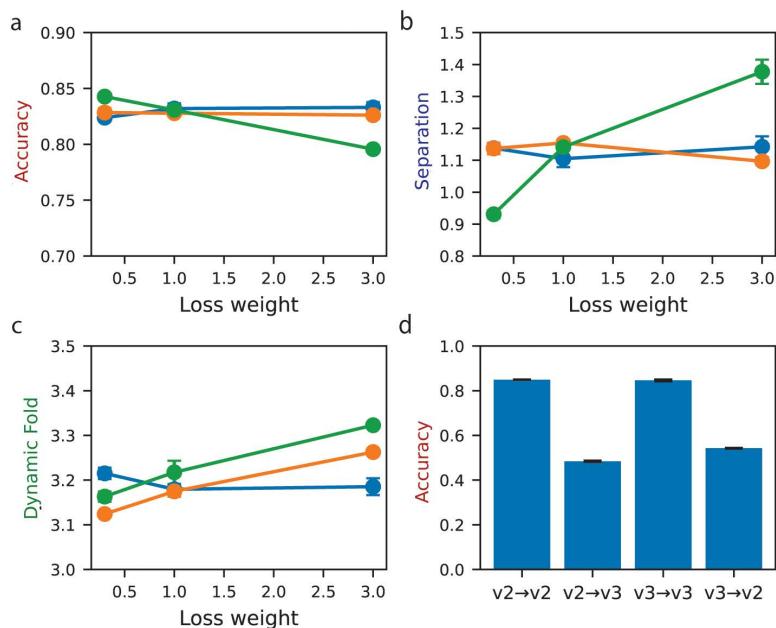 a
0.90
0.85
0.80
0.75
0.70
Accuracy
0.5 1.0 1.5 2.0 2.5 3.0
Loss weight
b
1.5
1.4
1.3
1.2
1.1
1.0
0.9
0.8
Separation
0.5 1.0 1.5 2.0 2.5 3.0
Loss weight
c
3.5
3.3
3.2
3.1
3.0
Dynamic Fold
0.5 1.0 1.5 2.0 2.5 3.0
Loss weight
d
1.0
0.8
0.6
0.4
0.2
0.0
Accuracy
v2→v2 v2→v3 v3→v3 v3→v2